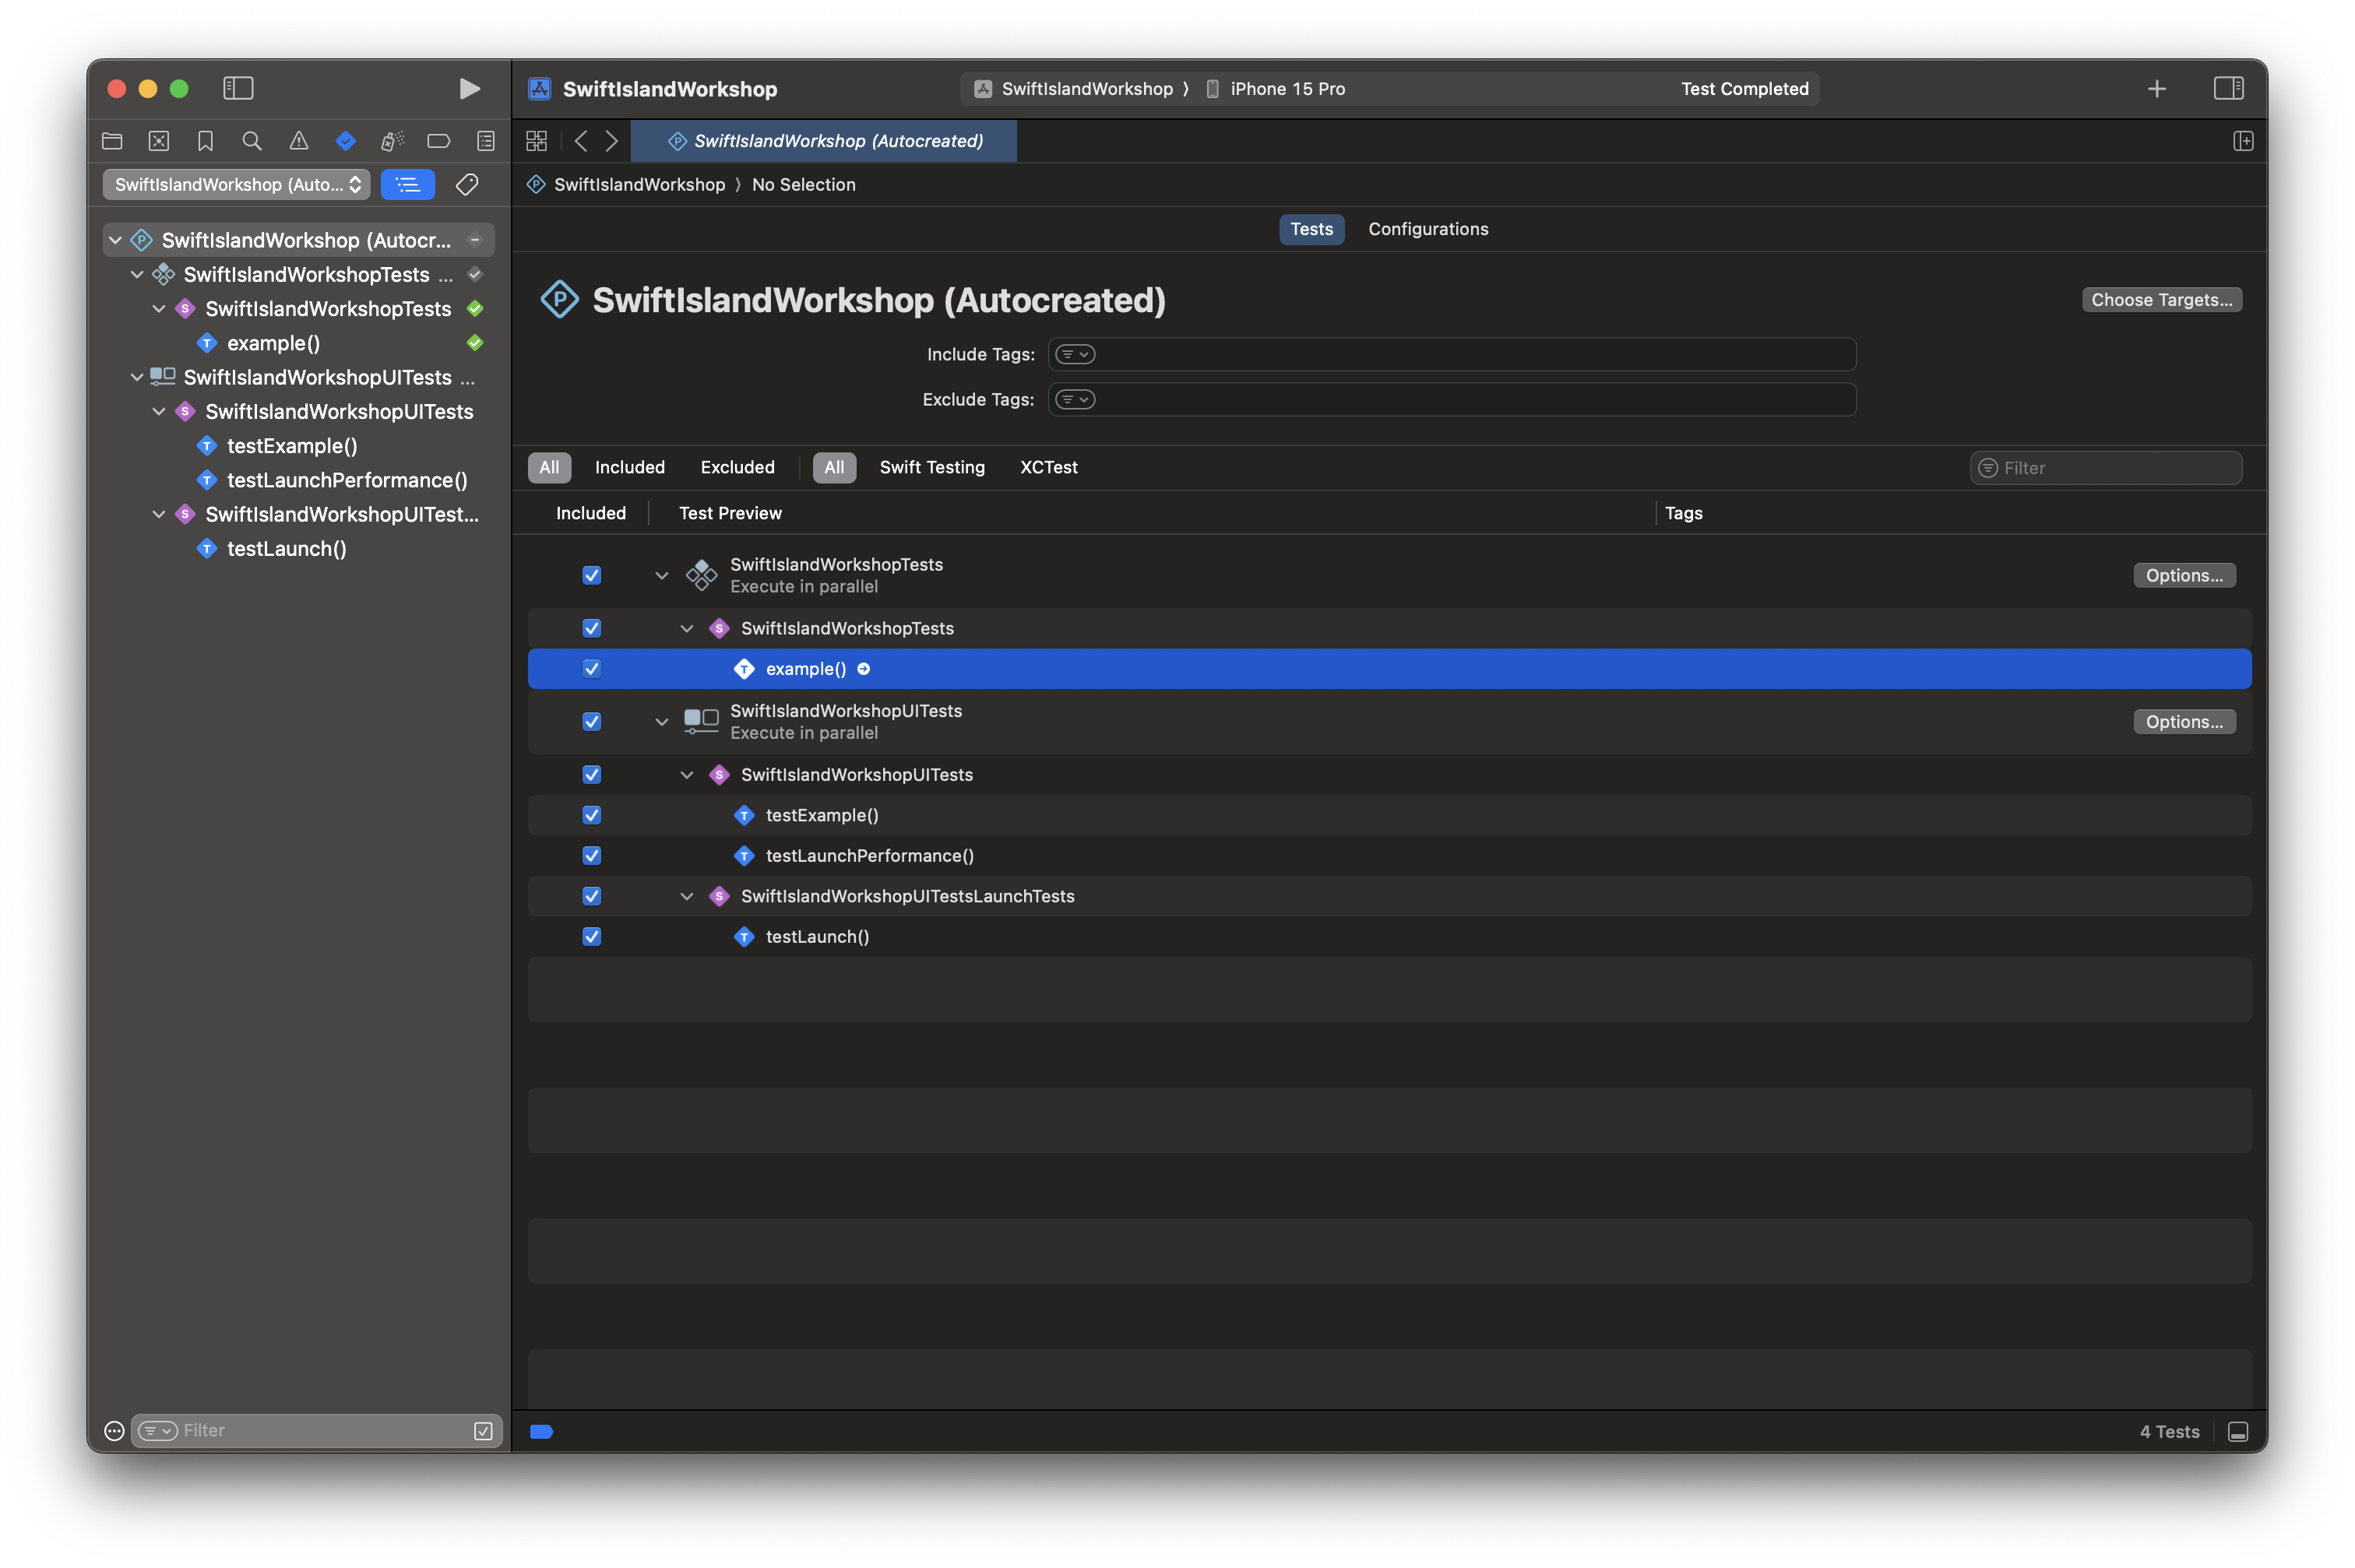 SwiftIslandWorkshop
SwiftIslandWorkshop ⟩ iPhone 15 Pro
Test Completed
SwiftIslandWorkshop (Autocreated)
SwiftIslandWorkshop (Auto...
SwiftIslandWorkshop ⟩ No Selection
Tests
Configurations
SwiftIslandWorkshop (Autocr...
SwiftIslandWorkshopTests ...
SwiftIslandWorkshopTests
example()
SwiftIslandWorkshopUITests ...
SwiftIslandWorkshopUITests
testExample()
testLaunchPerformance()
SwiftIslandWorkshopUITest...
testLaunch()
Filter
SwiftIslandWorkshop (Autocreated)
Choose Targets...
Include Tags:
Exclude Tags:
All Included Excluded All Swift Testing XCTest
Filter
Included Test Preview Tags
SwiftIslandWorkshopTests
Execute in parallel
Options...
SwiftIslandWorkshopTests
example()
SwiftIslandWorkshopUITests
Execute in parallel
Options...
SwiftIslandWorkshopUITests
testExample()
testLaunchPerformance()
SwiftIslandWorkshopUITestsLaunchTests
testLaunch()
4 Tests